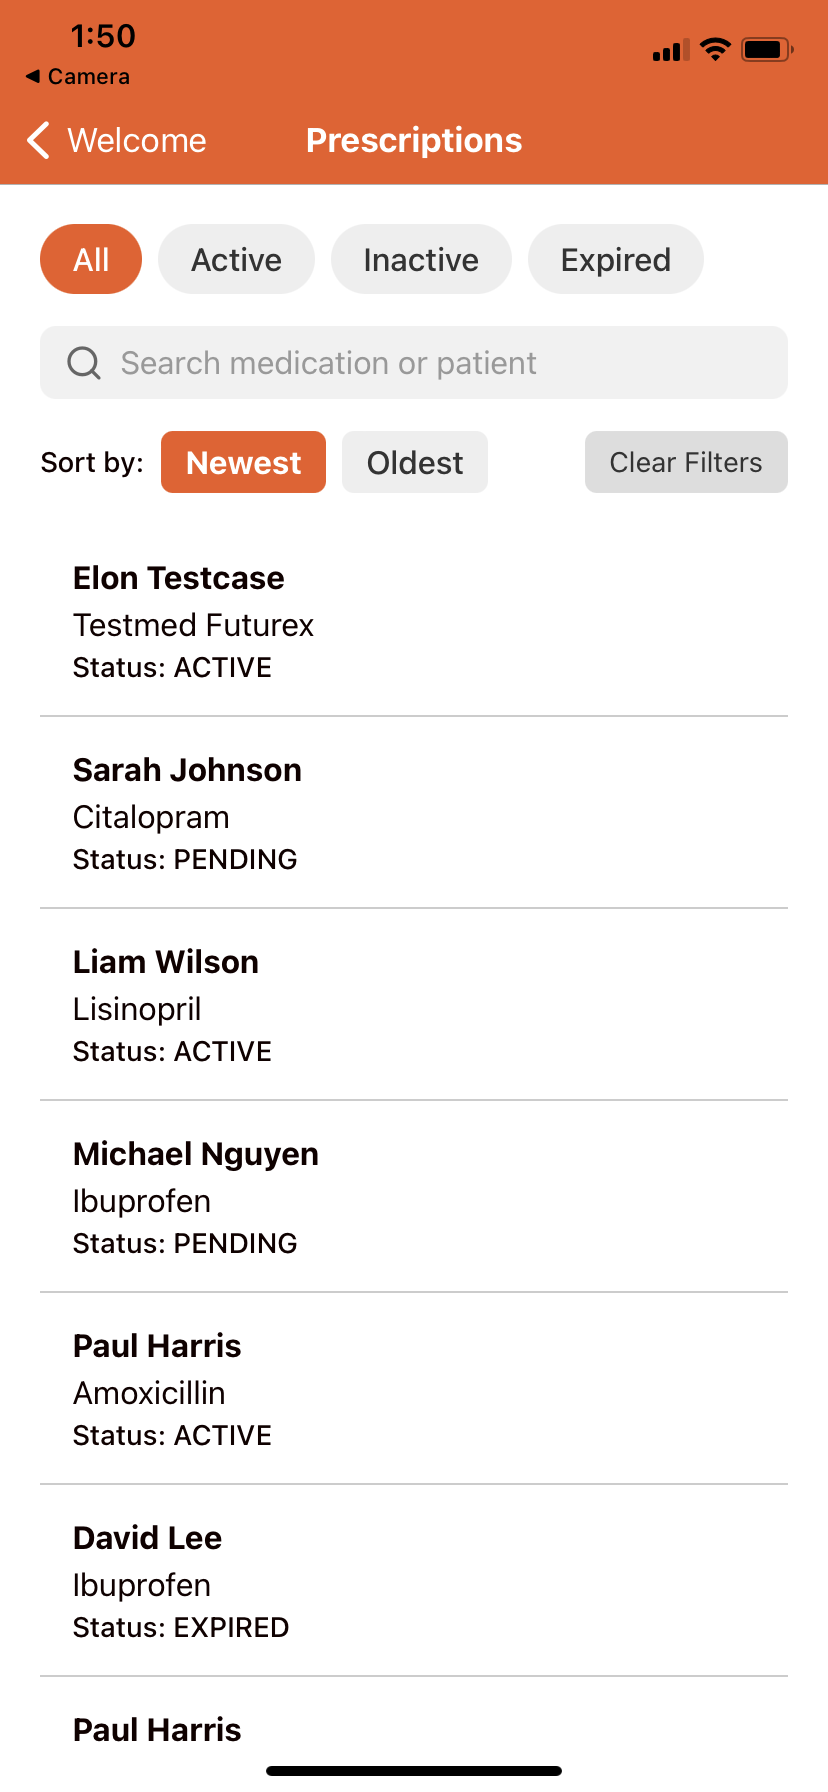 1:50
◀ Camera
Welcome Prescriptions
All Active Inactive Expired
Search medication or patient
Sort by: Newest Oldest Clear Filters
Elon Testcase
Testmed Futurex
Status: ACTIVE
Sarah Johnson
Citalopram
Status: PENDING
Liam Wilson
Lisinopril
Status: ACTIVE
Michael Nguyen
Ibuprofen
Status: PENDING
Paul Harris
Amoxicillin
Status: ACTIVE
David Lee
Ibuprofen
Status: EXPIRED
Paul Harris